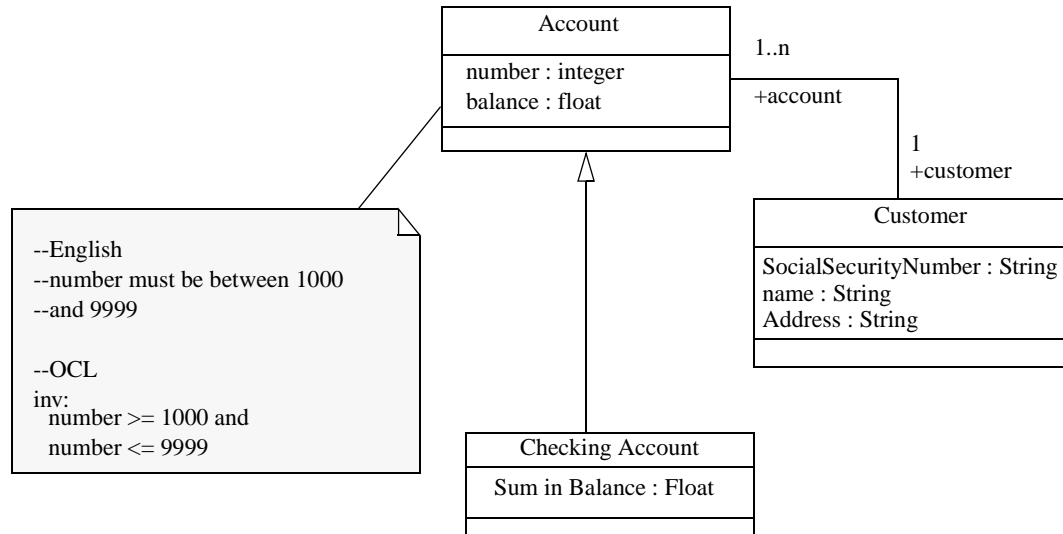 Account
number : integer
balance : float
1..n
+account
1
+customer
Customer
SocialSecurityNumber : String
name : String
Address : String
--English
--number must be between 1000
--and 9999
--OCL
inv:
number >= 1000 and
number <= 9999
Checking Account
Sum in Balance : Float